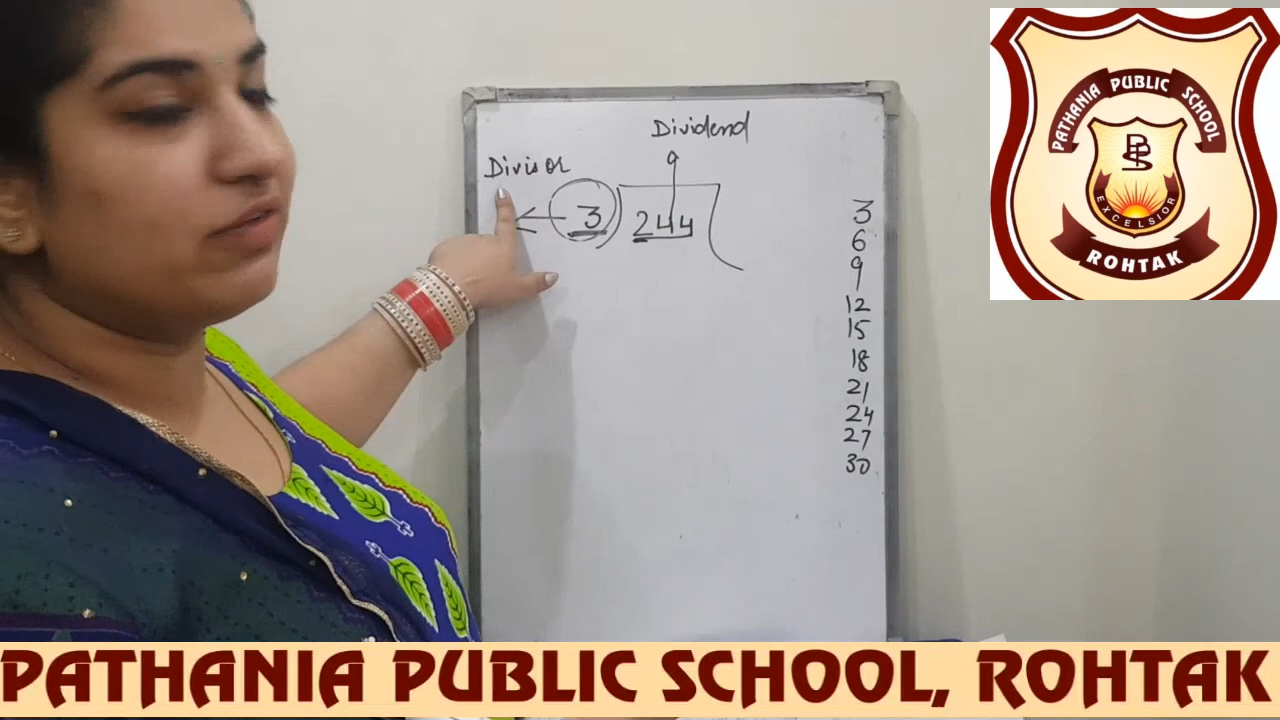 Dividend
Divisor
3 ) 244
3
6
9
12
15
18
21
24
27
30
PATHANIA PUBLIC SCHOOL
PPS
EXCELSIOR
ROHTAK
PATHANIA PUBLIC SCHOOL, ROHTAK